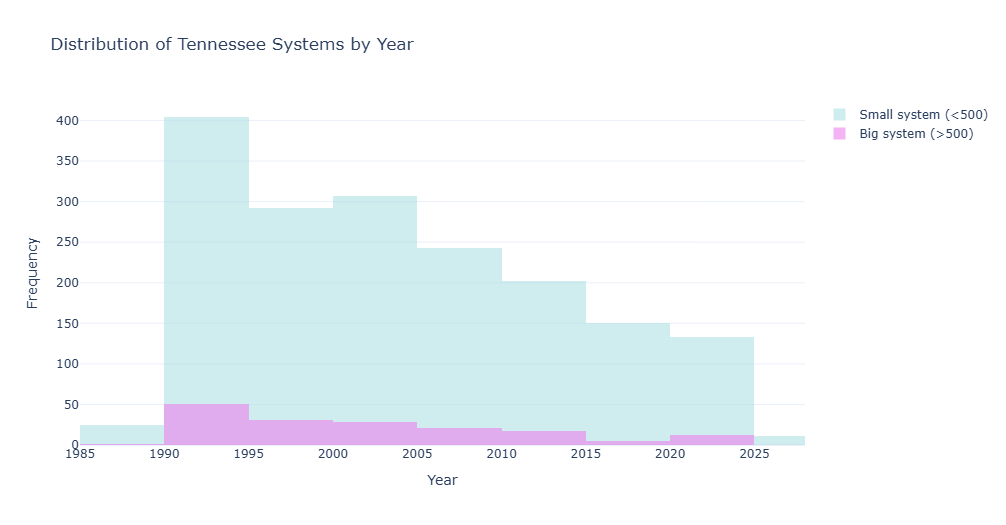 Distribution of Tennessee Systems by Year
Small system (<500)
Big system (>500)
Frequency
400
350
300
250
200
150
100
50
0
1985 1990 1995 2000 2005 2010 2015 2020 2025
Year